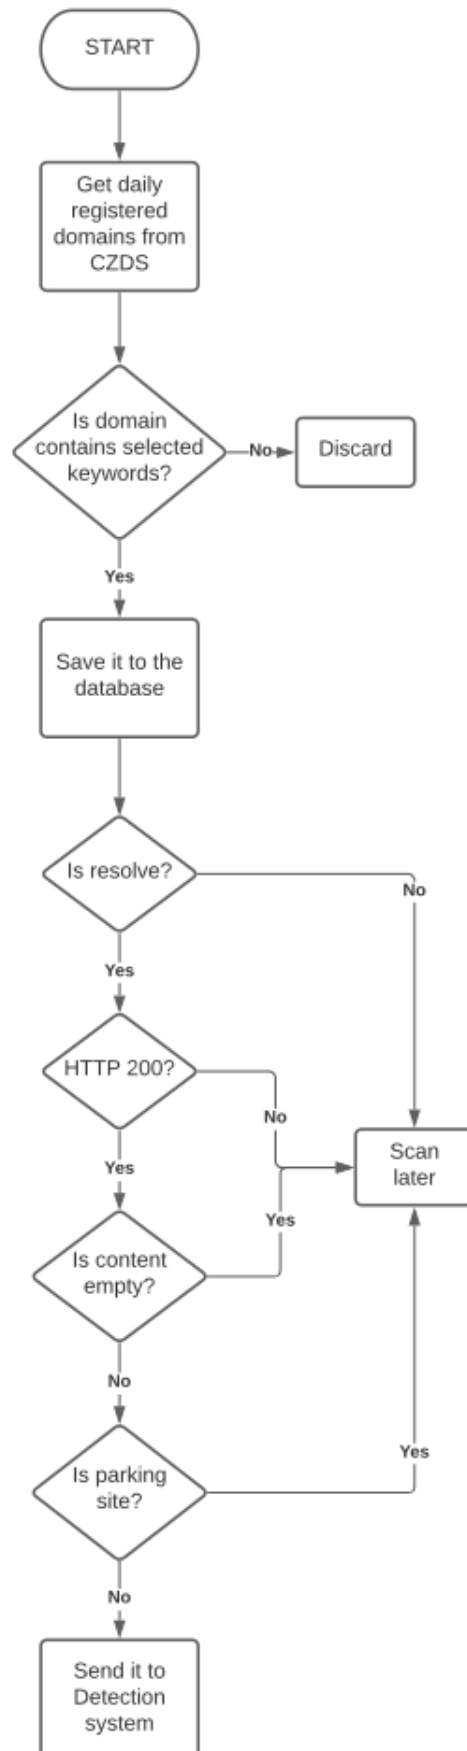 START
Get daily
registered
domains from
CZDS
Is domain
contains selected
keywords?
No
Discard
Yes
Save it to the
database
Is resolve?
No
Yes
HTTP 200?
No
Scan
later
Yes
Yes
Is content
empty?
No
Yes
Is parking
site?
No
Send it to
Detection
system